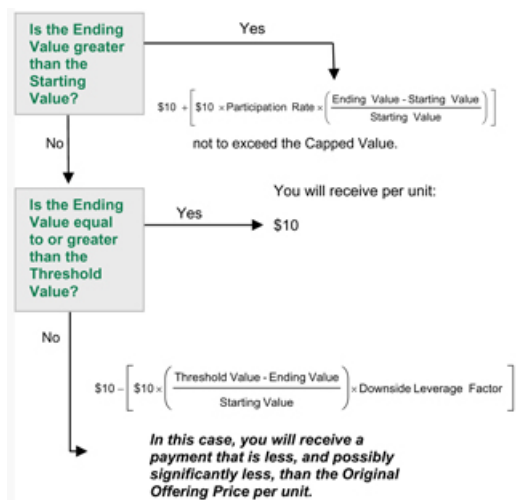 Is the Ending
Value greater
than the
Starting
Value?
Yes
$10 + [$10 × Participation Rate × (Ending Value - Starting Value / Starting Value)]
not to exceed the Capped Value.
No
You will receive per unit:
Is the Ending
Value equal
to or greater
than the
Threshold
Value?
Yes
$10
No
$10 – [$10 × (Threshold Value - Ending Value / Starting Value) × Downside Leverage Factor]
In this case, you will receive a
payment that is less, and possibly
significantly less, than the Original
Offering Price per unit.